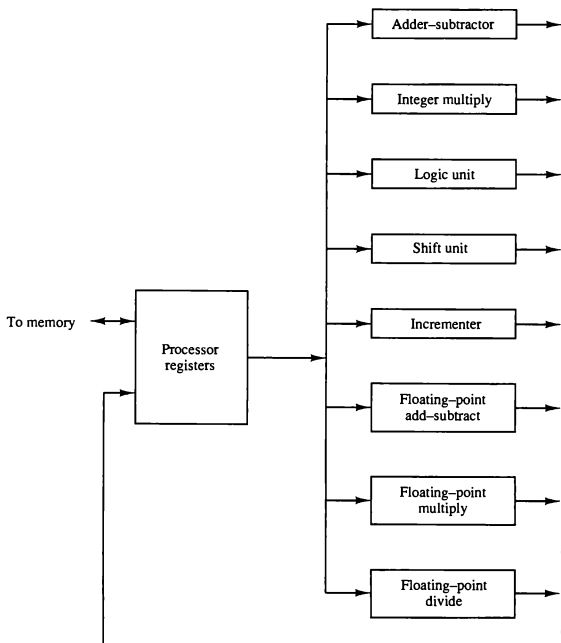 Adder–subtractor
Integer multiply
Logic unit
Shift unit
To memory
Processor
registers
Incrementer
Floating–point
add–subtract
Floating–point
multiply
Floating–point
divide